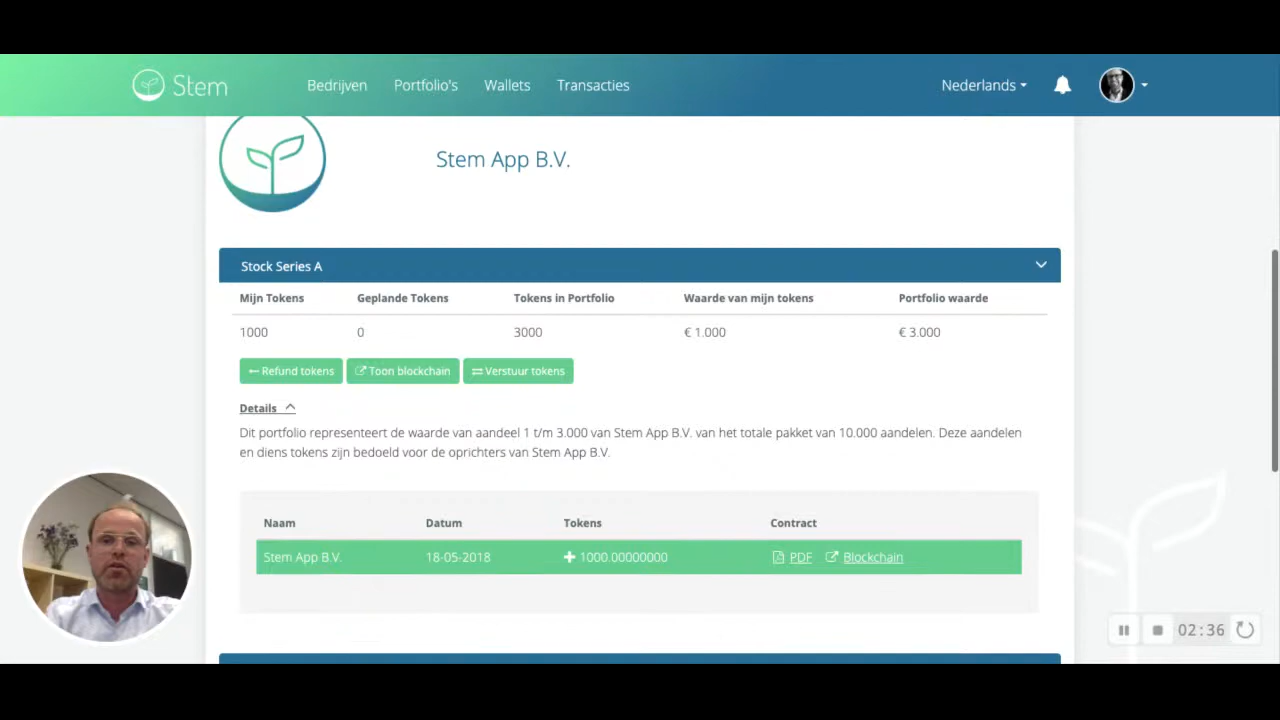 Stem Bedrijven Portfolio's Wallets Transacties Nederlands
Stem App B.V.
Stock Series A
Mijn Tokens Geplande Tokens Tokens in Portfolio Waarde van mijn tokens Portfolio waarde
1000 0 3000 € 1.000 € 3.000
Refund tokens Toon blockchain Verstuur tokens
Details
Dit portfolio representeert de waarde van aandeel 1 t/m 3.000 van Stem App B.V. van het totale pakket van 10.000 aandelen. Deze aandelen
en diens tokens zijn bedoeld voor de oprichters van Stem App B.V.
Naam Datum Tokens Contract
Stem App B.V. 18-05-2018 + 1000.00000000 PDF Blockchain
02:36